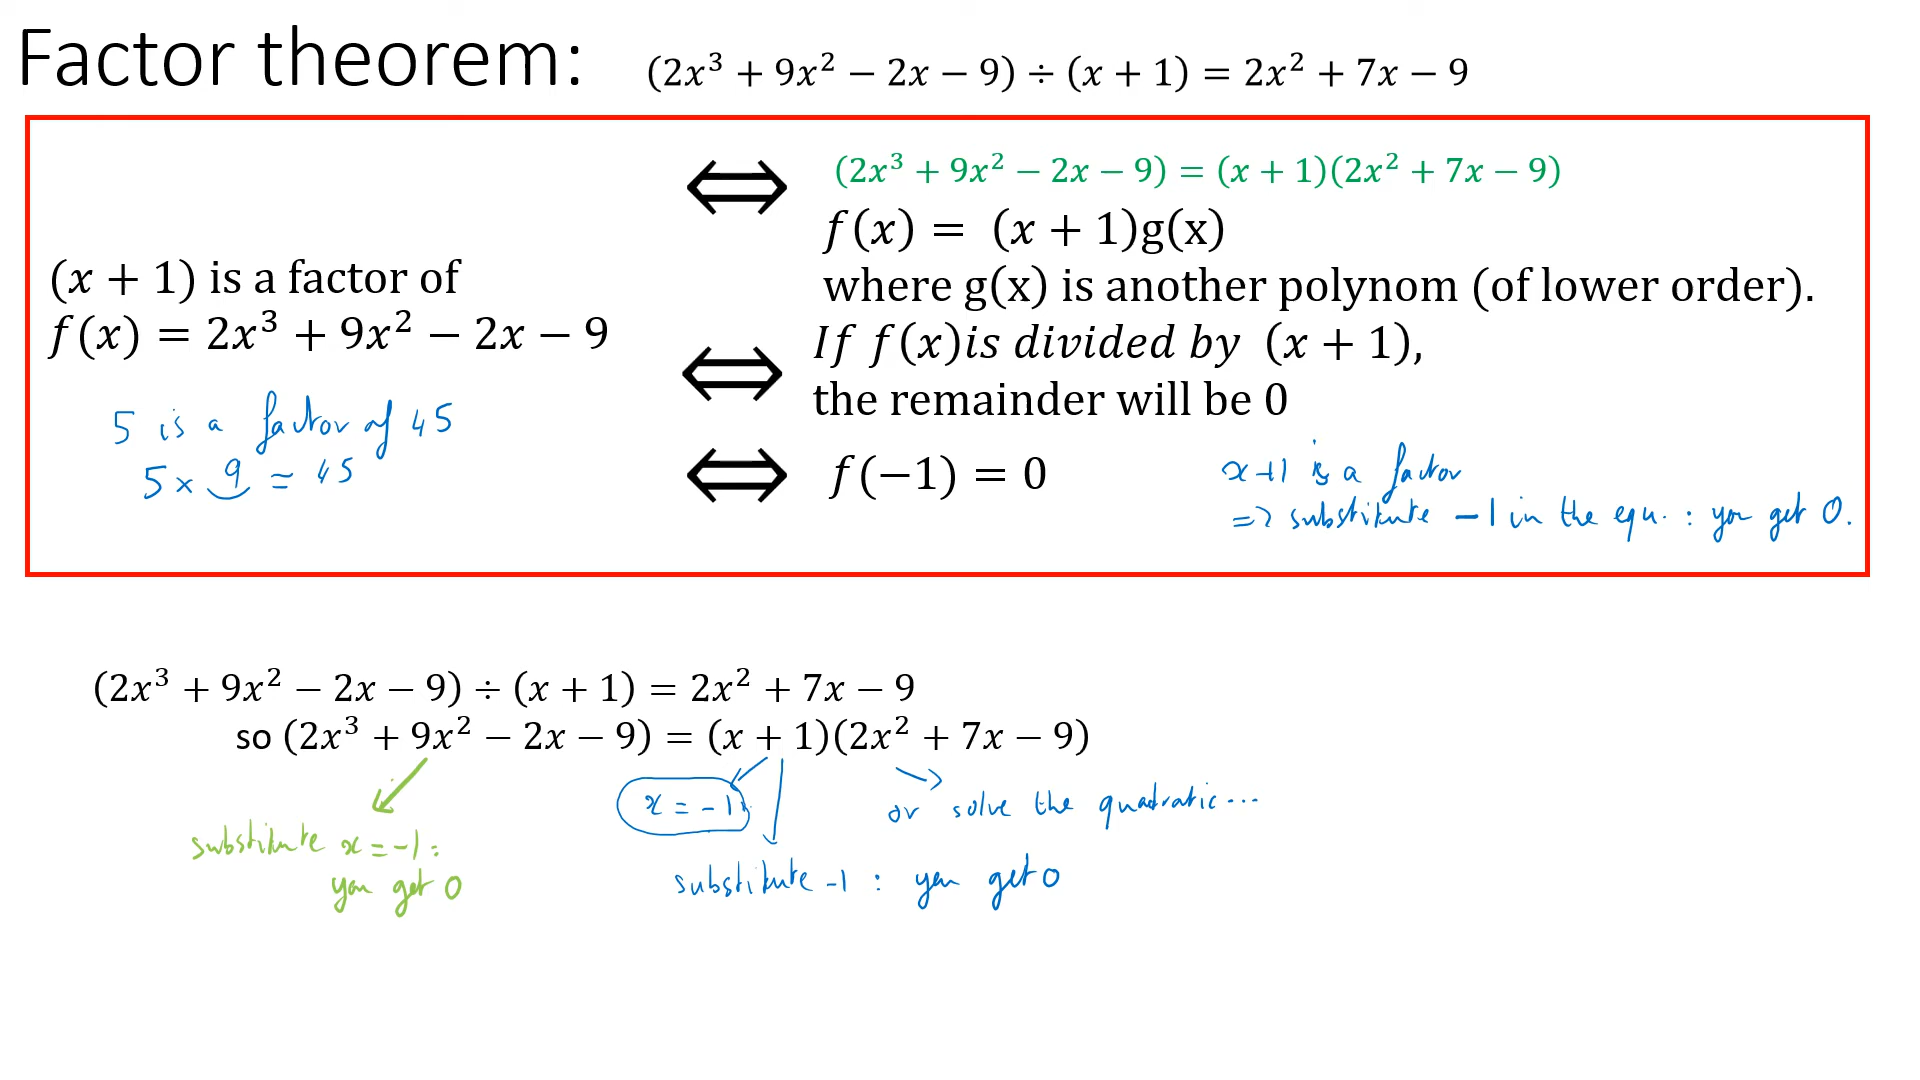 Factor theorem: (2x³ + 9x² − 2x − 9) ÷ (x + 1) = 2x² + 7x − 9
⟺ (2x³ + 9x² − 2x − 9) = (x + 1)(2x² + 7x − 9)
f(x) = (x + 1)g(x)
where g(x) is another polynom (of lower order).
(x + 1) is a factor of
f(x) = 2x³ + 9x² − 2x − 9
⟺ If f(x)is divided by (x + 1),
the remainder will be 0
5 is a factor of 45
5 × 9 = 45
⟺ f(−1) = 0
x+1 is a factor
=> substitute −1 in the equ. : you get 0.
(2x³ + 9x² − 2x − 9) ÷ (x + 1) = 2x² + 7x − 9
so (2x³ + 9x² − 2x − 9) = (x + 1)(2x² + 7x − 9)
substitute x = −1 :
you get 0
x = −1
or solve the quadratic...
substitute −1 : you get 0